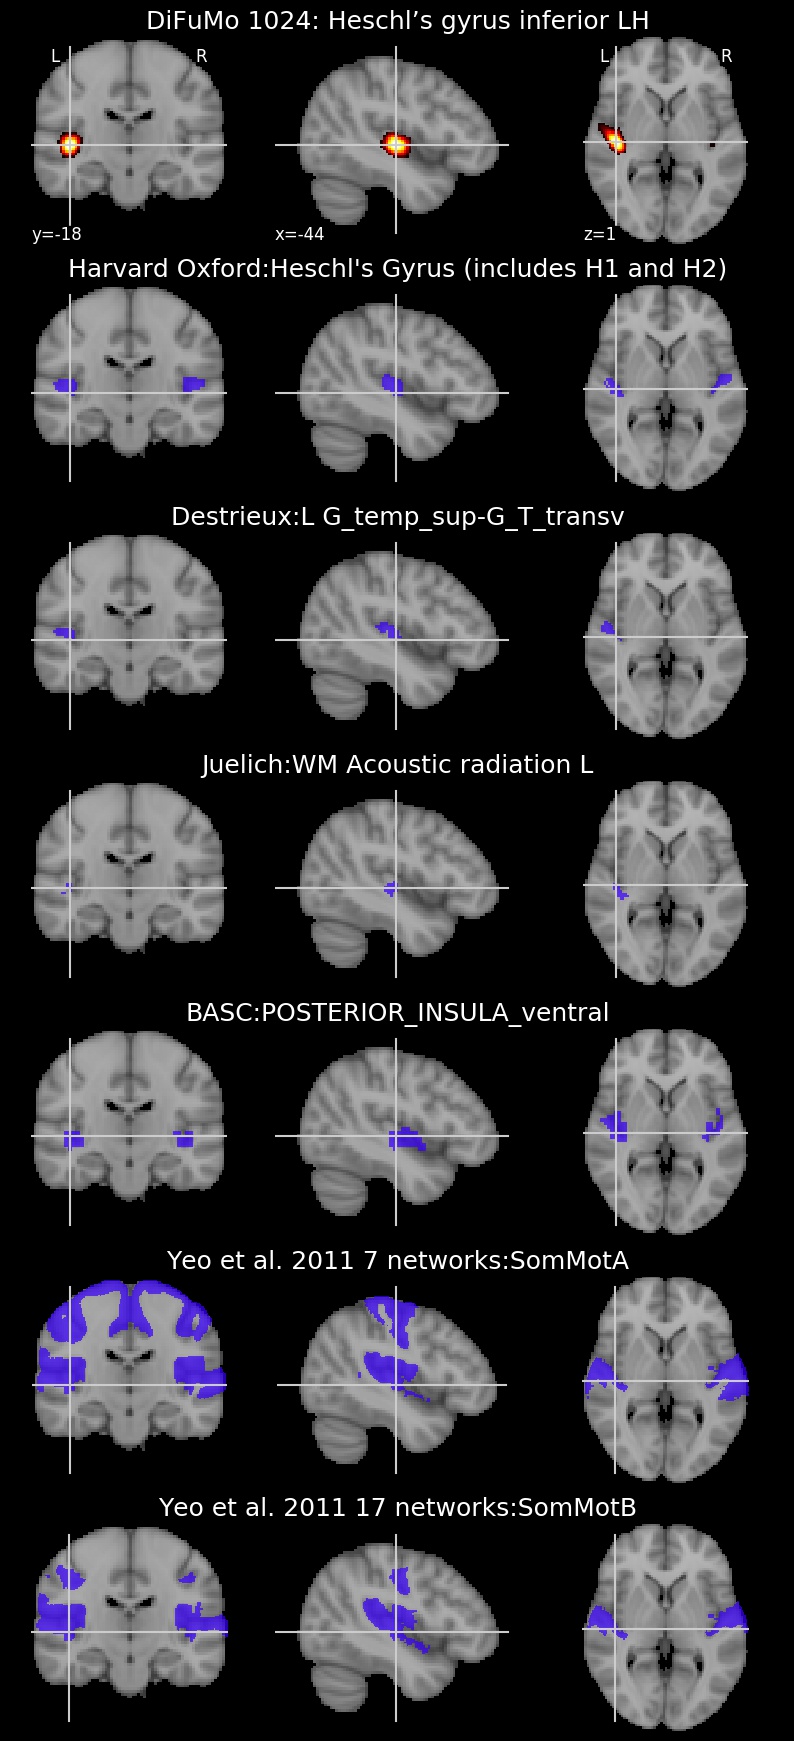 DiFuMo 1024: Heschl’s gyrus inferior LH
L R L R
y=-18 x=-44 z=1
Harvard Oxford:Heschl's Gyrus (includes H1 and H2)
Destrieux:L G_temp_sup-G_T_transv
Juelich:WM Acoustic radiation L
BASC:POSTERIOR_INSULA_ventral
Yeo et al. 2011 7 networks:SomMotA
Yeo et al. 2011 17 networks:SomMotB